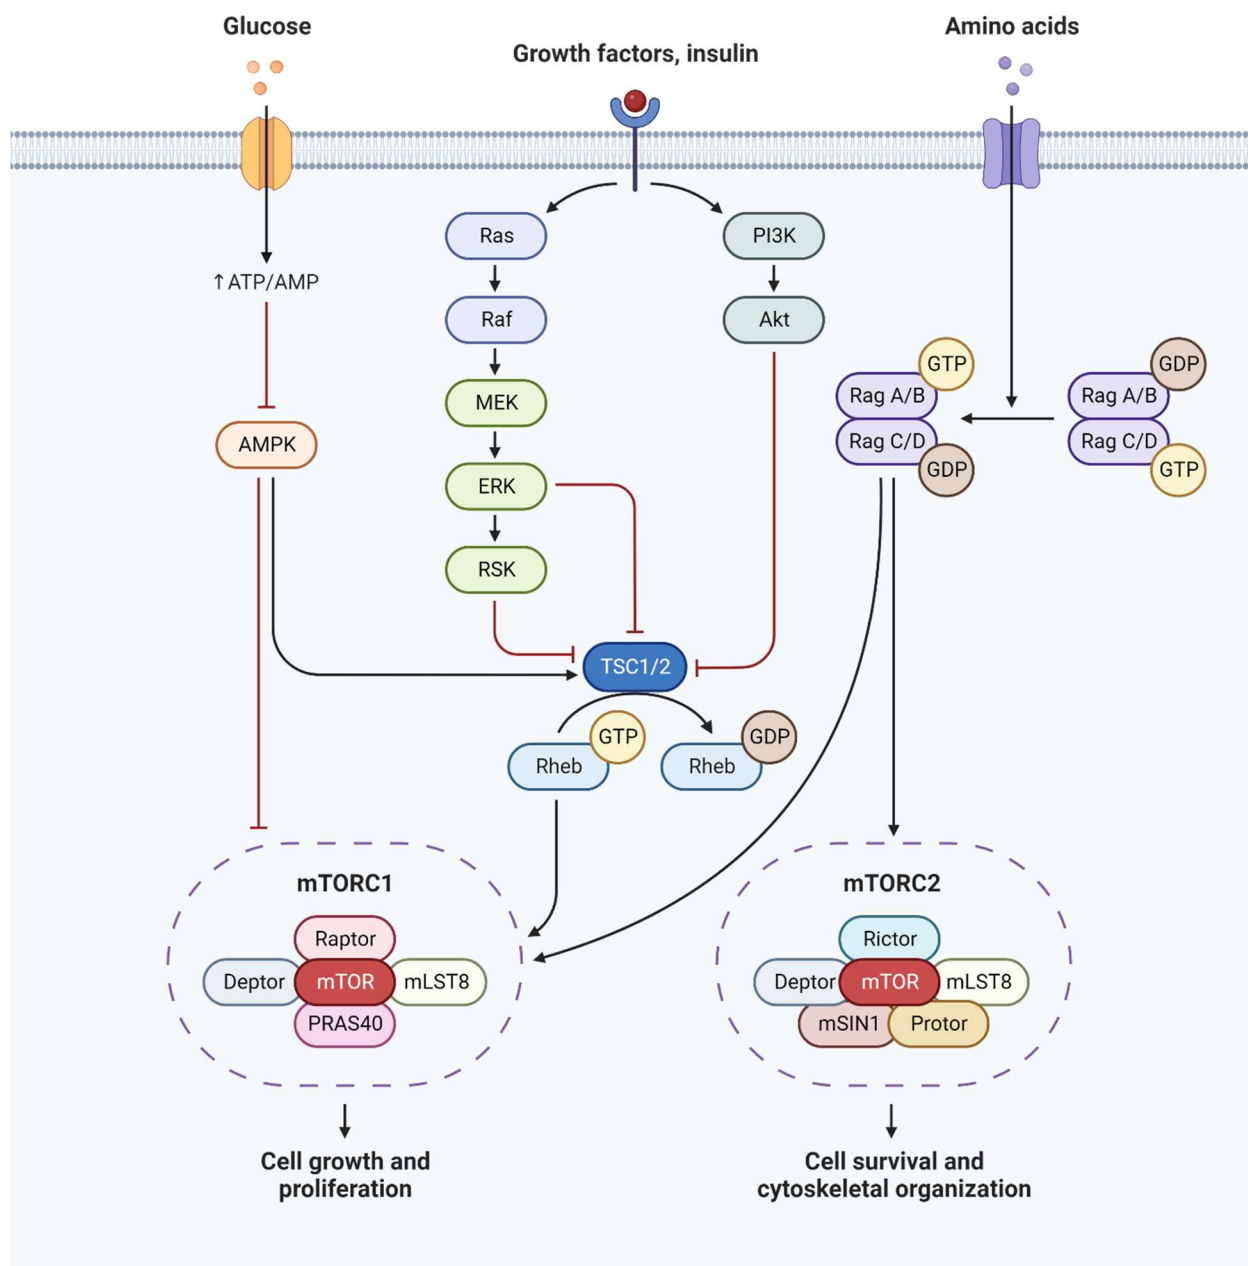 Glucose
Growth factors, insulin
Amino acids
Ras
PI3K
↑ATP/AMP
Raf
Akt
GTP
GDP
Rag A/B
Rag A/B
MEK
AMPK
Rag C/D
Rag C/D
GDP
GTP
ERK
RSK
TSC1/2
GTP
GDP
Rheb
Rheb
mTORC1
mTORC2
Raptor
Rictor
Deptor
mTOR
mLST8
Deptor
mTOR
mLST8
PRAS40
mSIN1
Protor
Cell growth and
proliferation
Cell survival and
cytoskeletal organization